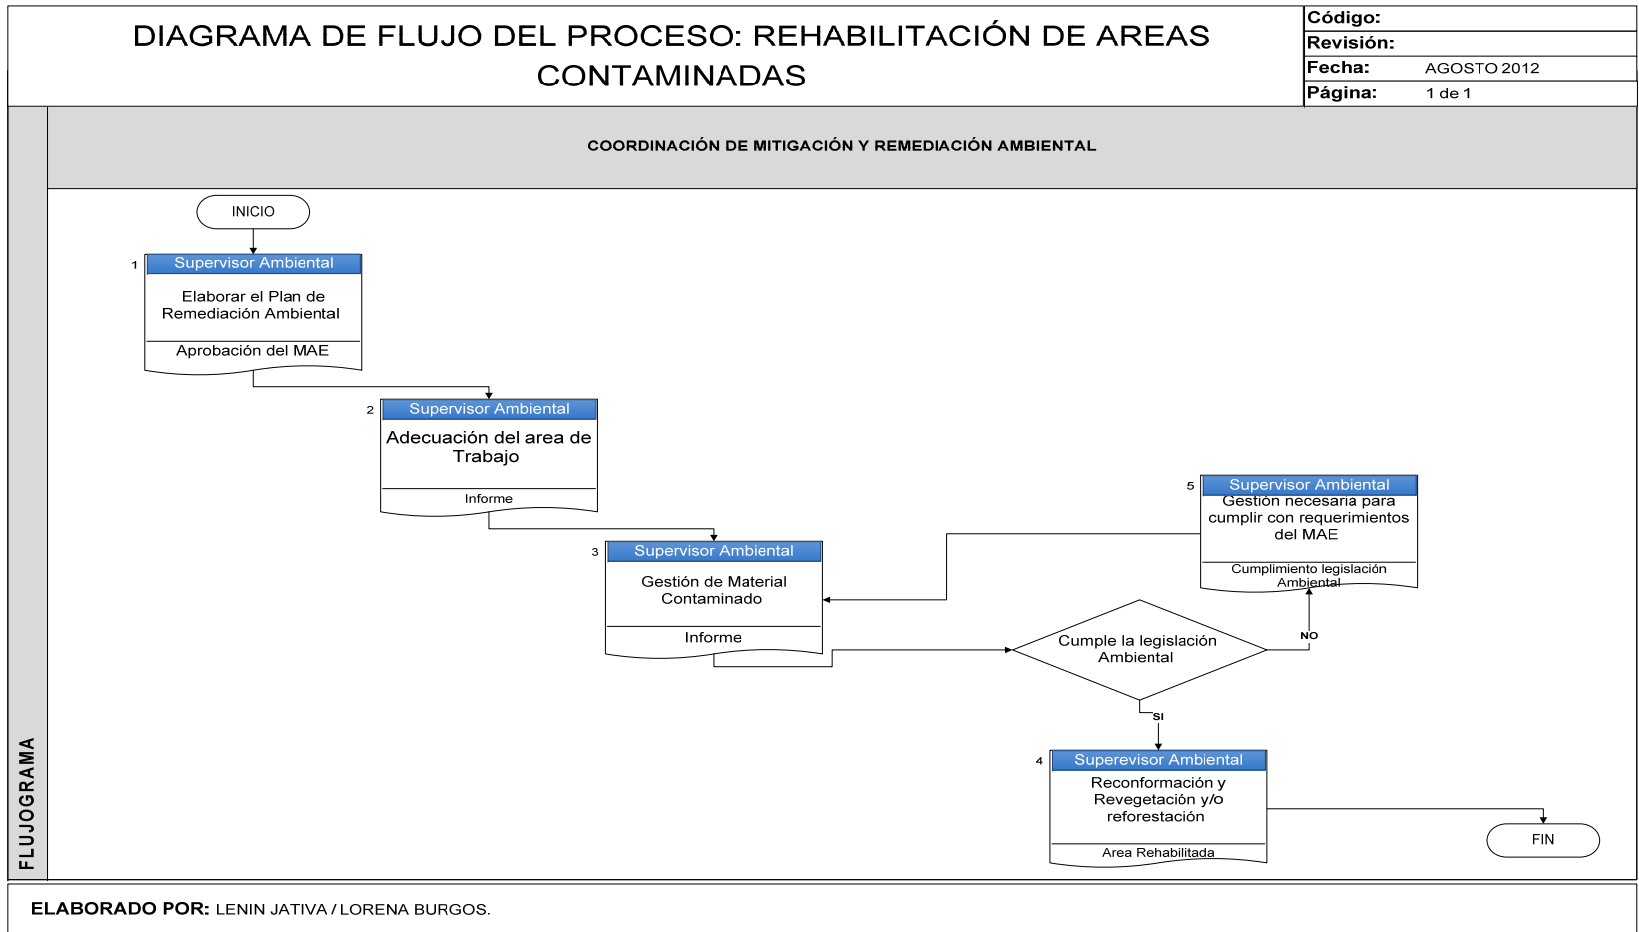 DIAGRAMA DE FLUJO DEL PROCESO: REHABILITACIÓN DE AREAS
CONTAMINADAS
Código:
Revisión:
Fecha: AGOSTO 2012
Página: 1 de 1
COORDINACIÓN DE MITIGACIÓN Y REMEDIACIÓN AMBIENTAL
FLUJOGRAMA
INICIO
1
Supervisor Ambiental
Elaborar el Plan de
Remediación Ambiental
Aprobación del MAE
2
Supervisor Ambiental
Adecuación del area de
Trabajo
Informe
3
Supervisor Ambiental
Gestión de Material
Contaminado
Informe
5
Supervisor Ambiental
Gestión necesaria para
cumplir con requerimientos
del MAE
Cumplimiento legislación
Ambiental
Cumple la legislación
Ambiental
NO
SI
4
Superevisor Ambiental
Reconformación y
Revegetación y/o
reforestación
Area Rehabilitada
FIN
ELABORADO POR: LENIN JATIVA / LORENA BURGOS.